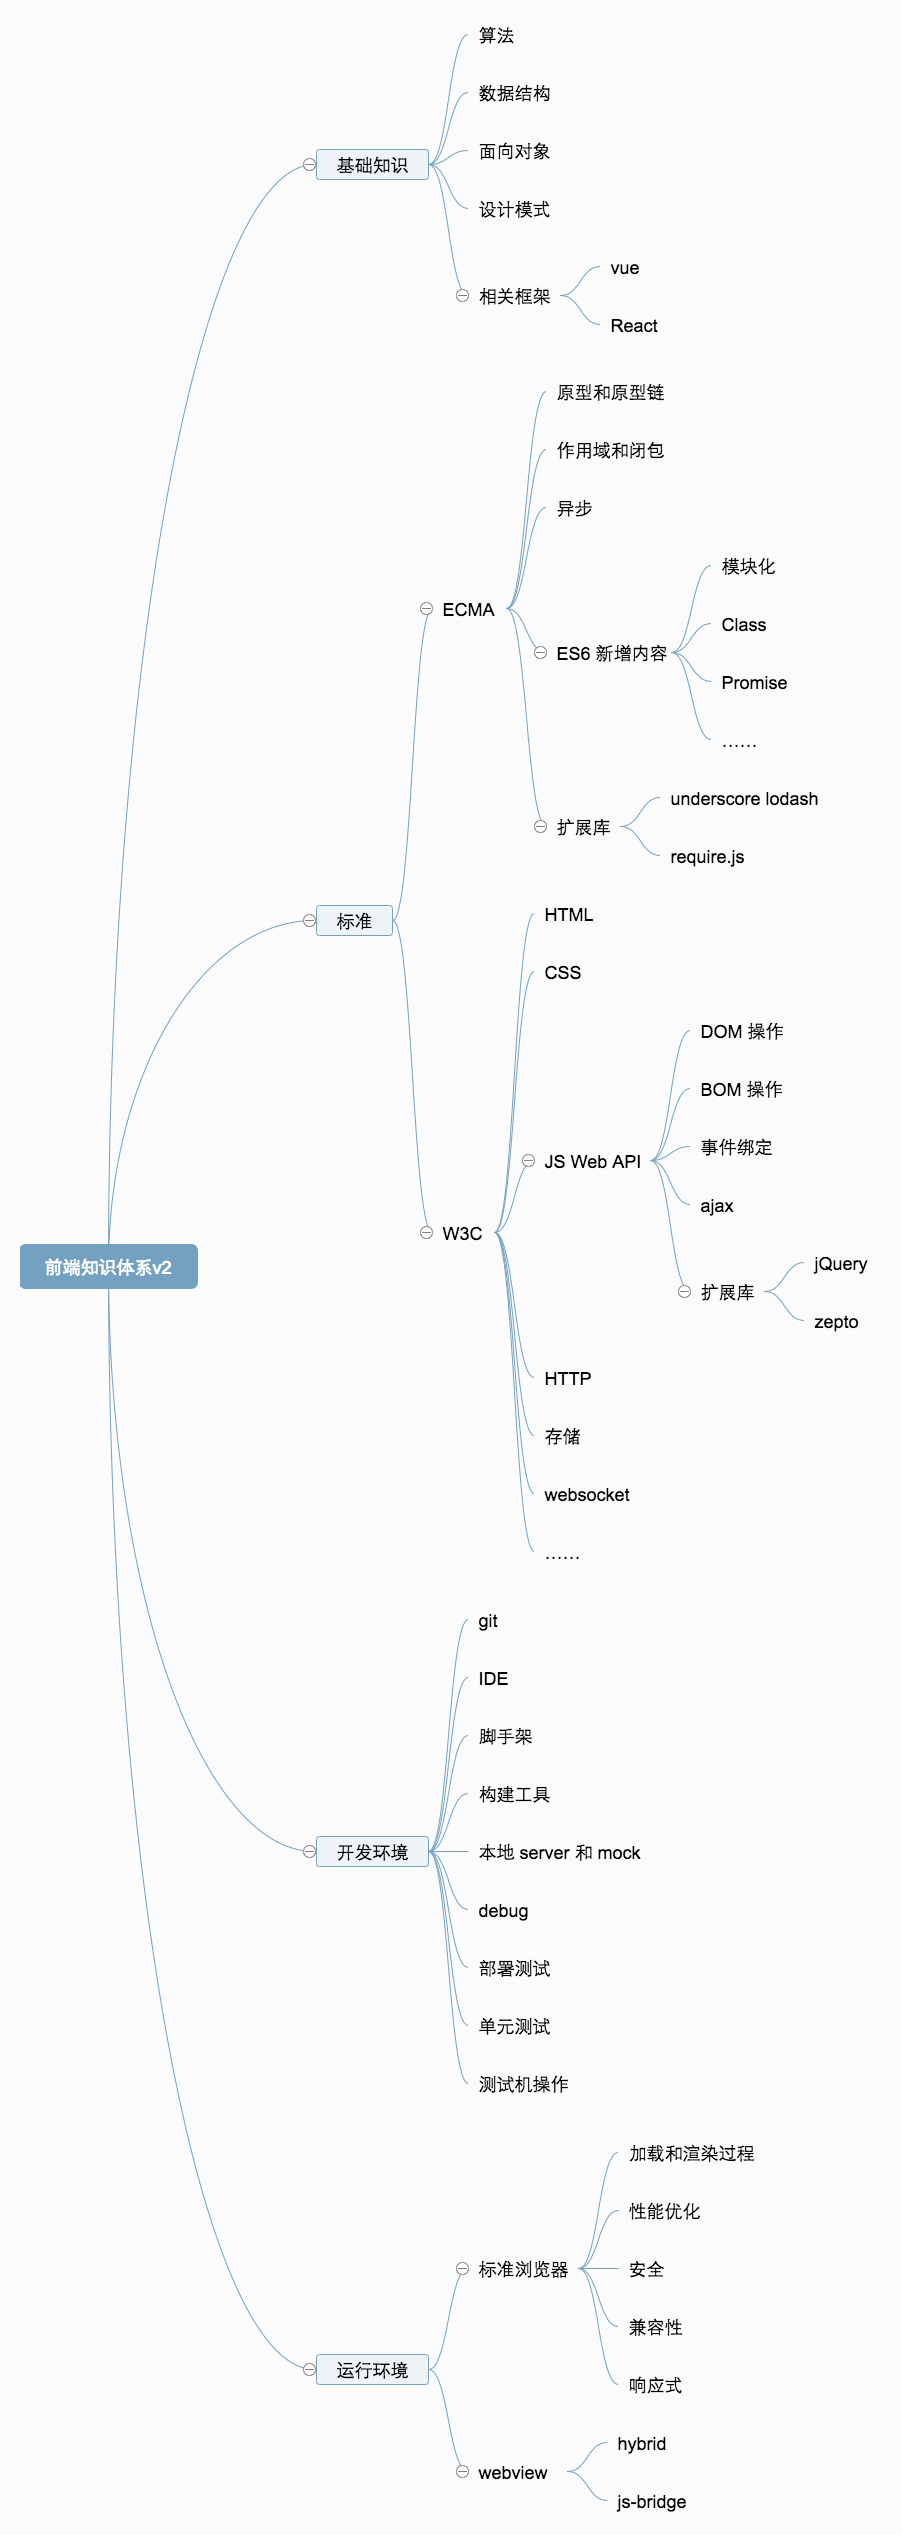 前端知识体系v2
基础知识
算法
数据结构
面向对象
设计模式
相关框架
vue
React
标准
ECMA
原型和原型链
作用域和闭包
异步
ES6 新增内容
模块化
Class
Promise
……
扩展库
underscore lodash
require.js
W3C
HTML
CSS
JS Web API
DOM 操作
BOM 操作
事件绑定
ajax
扩展库
jQuery
zepto
HTTP
存储
websocket
……
开发环境
git
IDE
脚手架
构建工具
本地 server 和 mock
debug
部署测试
单元测试
测试机操作
运行环境
标准浏览器
加载和渲染过程
性能优化
安全
兼容性
响应式
webview
hybrid
js-bridge